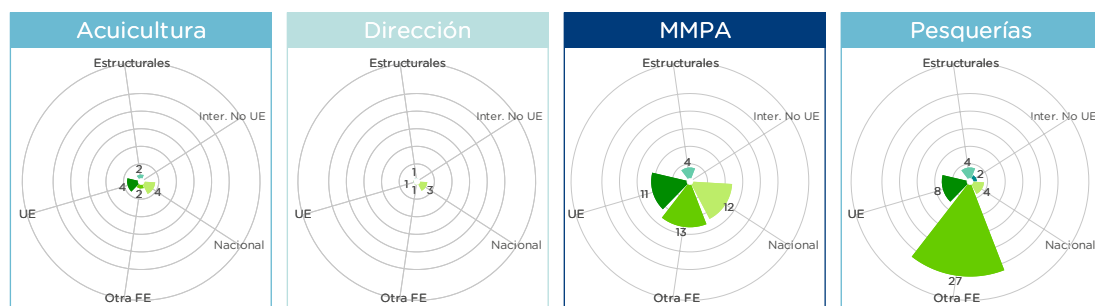 Acuicultura
Estructurales
Inter. No UE
2
4
4
2
UE
Nacional
Otra FE
Dirección
Estructurales
Inter. No UE
1
1
3
1
UE
Nacional
Otra FE
MMPA
Estructurales
Inter. No UE
4
11
12
13
UE
Nacional
Otra FE
Pesquerías
Estructurales
Inter. No UE
4
2
8
4
UE
Nacional
27
Otra FE